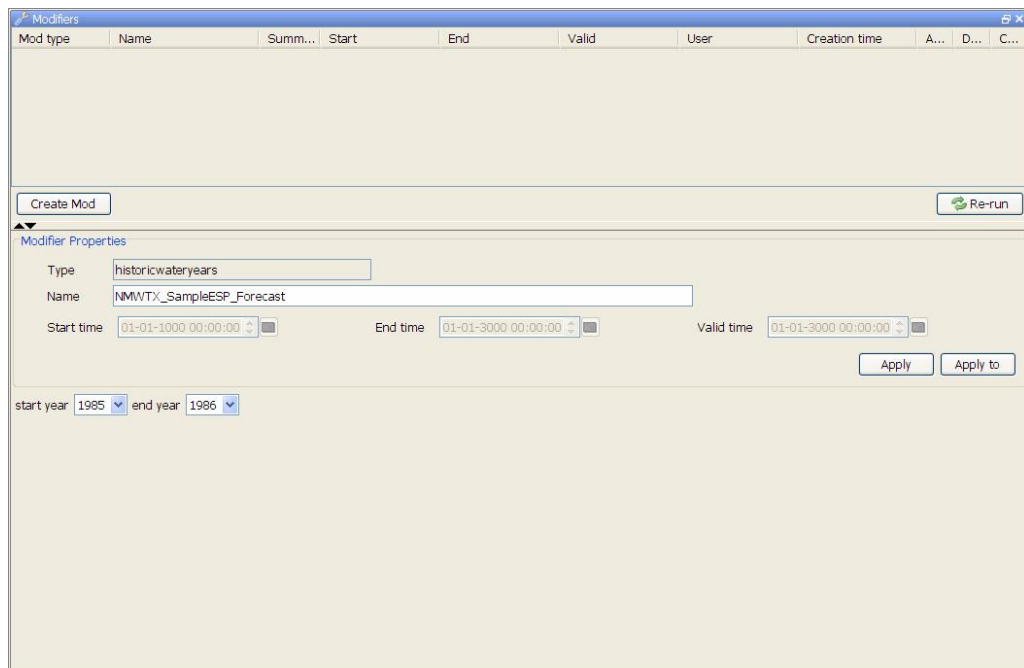 Modifiers
Mod type Name Summ... Start End Valid User Creation time A... D... C...
Create Mod Re-run
Modifier Properties
Type historicwateryears
Name NMWTX_SampleESP_Forecast
Start time 01-01-1000 00:00:00 End time 01-01-3000 00:00:00 Valid time 01-01-3000 00:00:00
Apply Apply to
start year 1985 end year 1986